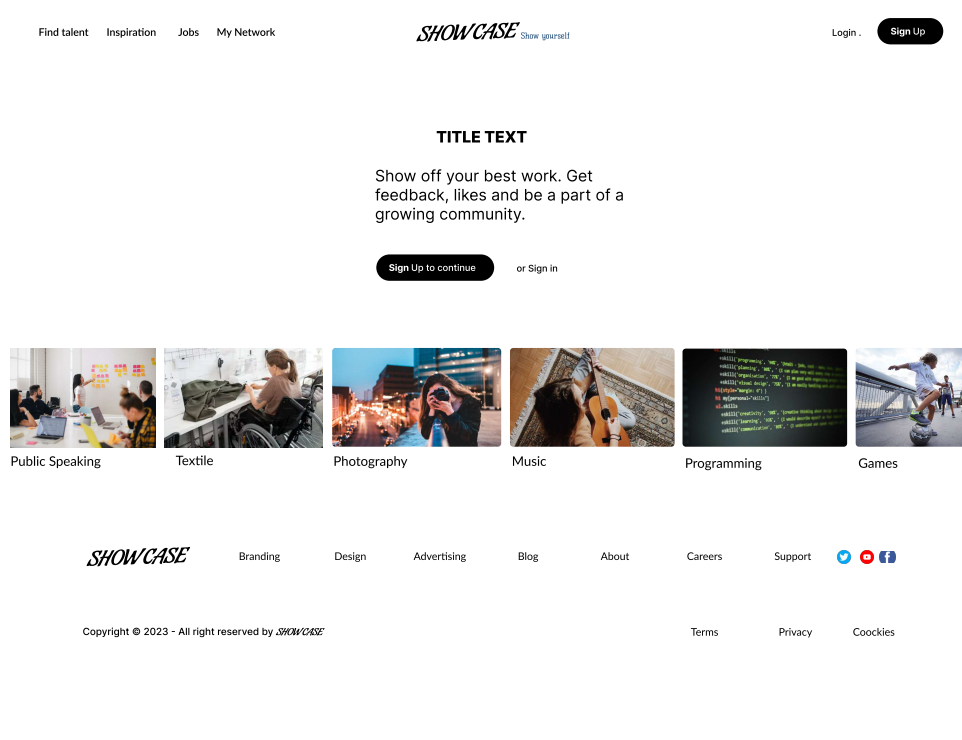 Find talent Inspiration Jobs My Network SHOWCASE Show yourself Login . Sign Up
TITLE TEXT
Show off your best work. Get
feedback, likes and be a part of a
growing community.
Sign Up to continue or Sign in
Public Speaking Textile Photography Music Programming Games
SHOWCASE Branding Design Advertising Blog About Careers Support
Copyright © 2023 - All right reserved by SHOWCASE Terms Privacy Coockies